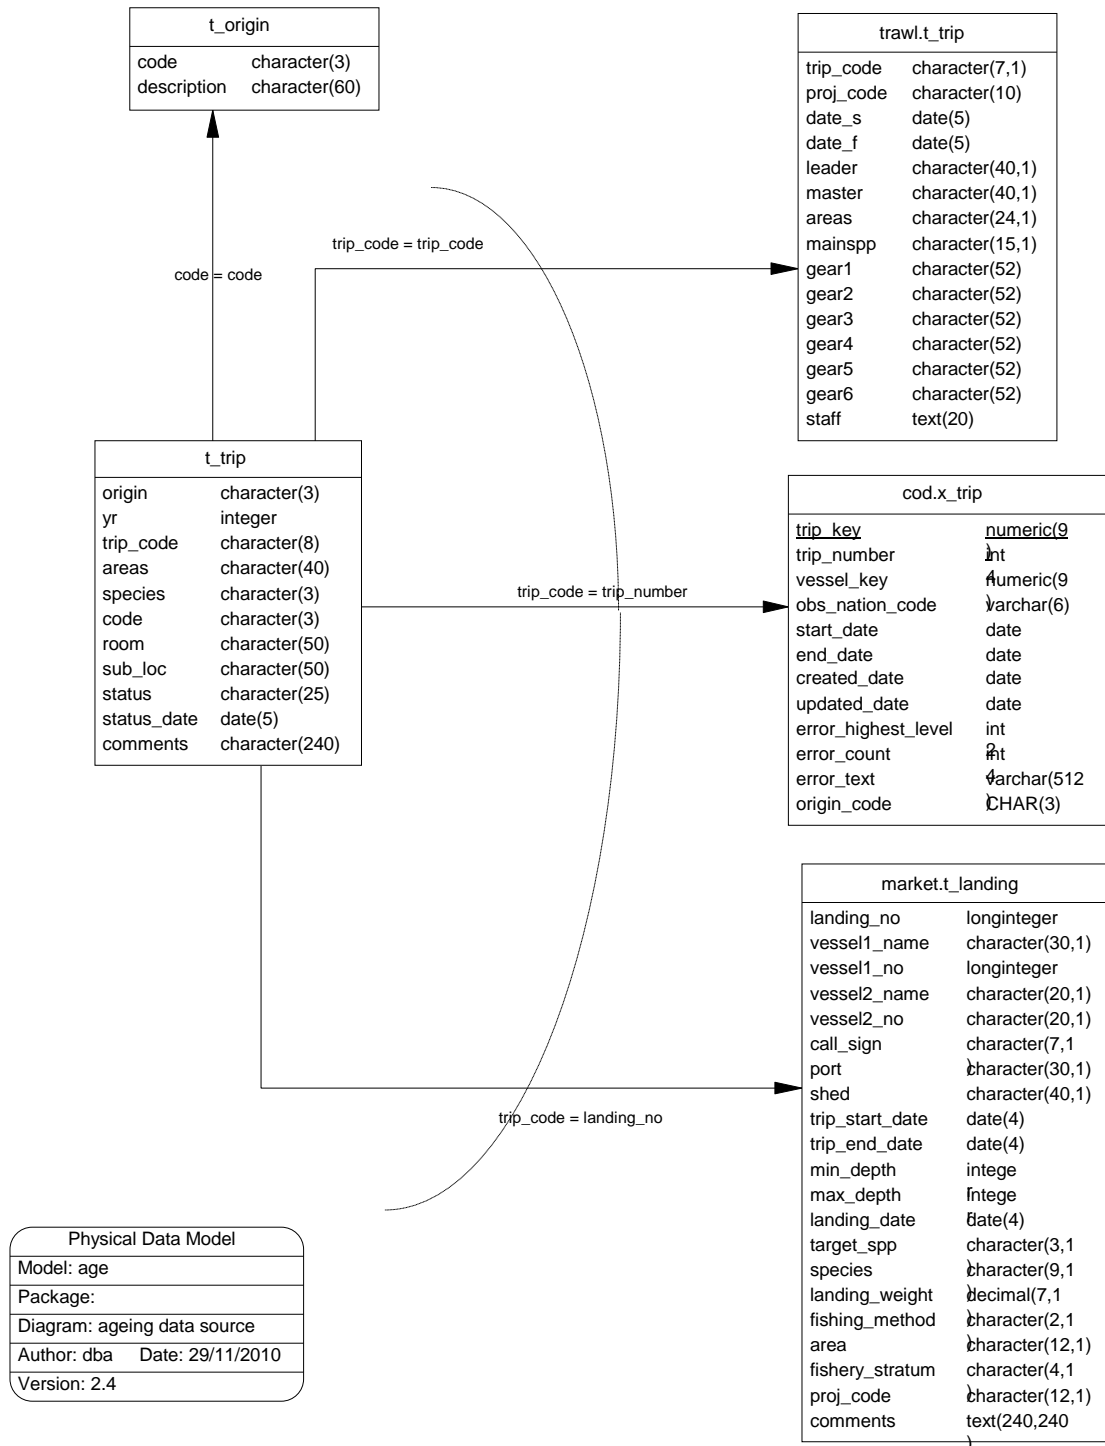 t_origin
code character(3)
description character(60)
trawl.t_trip
trip_code character(7,1)
proj_code character(10)
date_s date(5)
date_f date(5)
leader character(40,1)
master character(40,1)
areas character(24,1)
mainspp character(15,1)
gear1 character(52)
gear2 character(52)
gear3 character(52)
gear4 character(52)
gear5 character(52)
gear6 character(52)
staff text(20)
trip_code = trip_code
code = code
t_trip
origin character(3)
yr integer
trip_code character(8)
areas character(40)
species character(3)
code character(3)
room character(50)
sub_loc character(50)
status character(25)
status_date date(5)
comments character(240)
cod.x_trip
trip_key numeric(9
)
trip_number int
4
vessel_key numeric(9
)
obs_nation_code varchar(6)
start_date date
end_date date
created_date date
updated_date date
error_highest_level int
2
error_count int
4
error_text varchar(512
)
origin_code CHAR(3)
trip_code = trip_number
market.t_landing
landing_no longinteger
vessel1_name character(30,1)
vessel1_no longinteger
vessel2_name character(20,1)
vessel2_no character(20,1)
call_sign character(7,1
)
port character(30,1)
shed character(40,1)
trip_start_date date(4)
trip_end_date date(4)
min_depth intege
r
max_depth intege
r
landing_date date(4)
target_spp character(3,1
)
species character(9,1
)
landing_weight decimal(7,1
)
fishing_method character(2,1
)
area character(12,1)
fishery_stratum character(4,1
)
proj_code character(12,1)
comments text(240,240
)
trip_code = landing_no
Physical Data Model
Model: age
Package:
Diagram: ageing data source
Author: dba Date: 29/11/2010
Version: 2.4